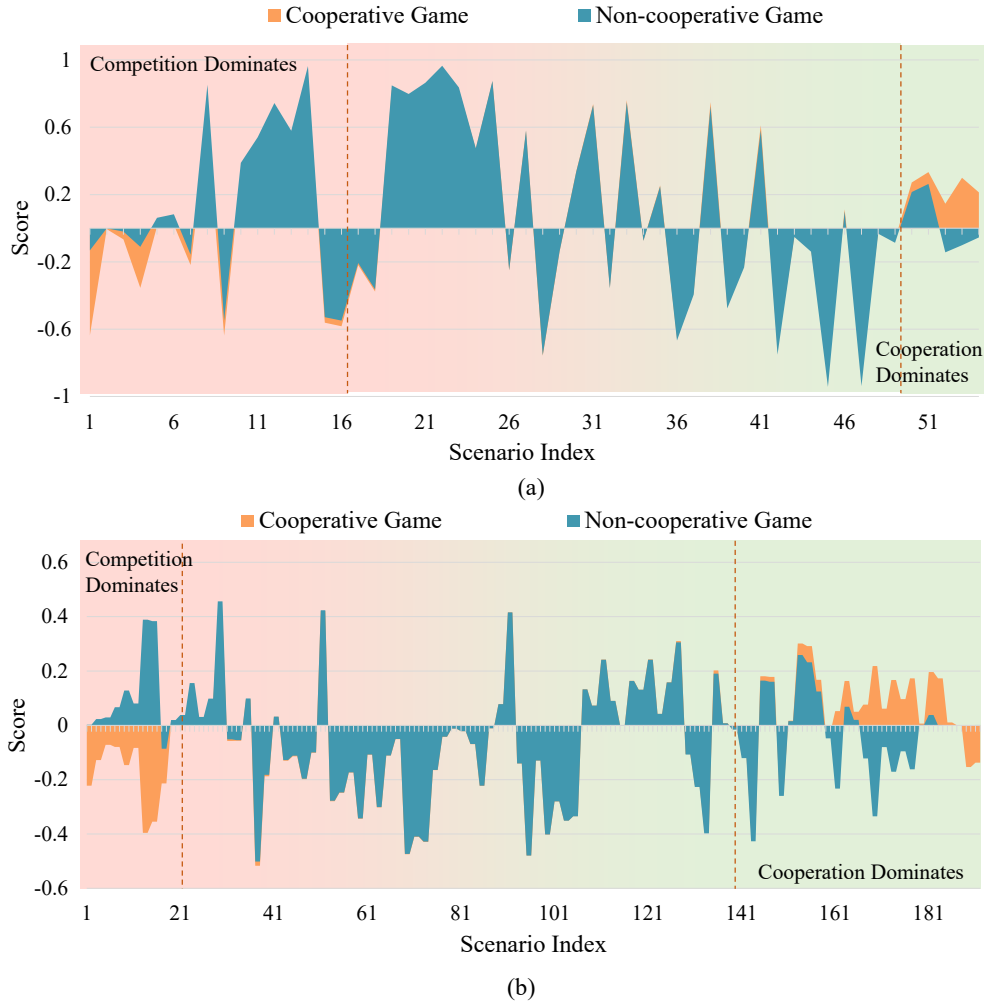 Cooperative Game Non-cooperative Game
1
Competition Dominates
0.6
0.2
-0.2
-0.6
Cooperation
Dominates
-1
Score
1 6 11 16 21 26 31 36 41 46 51
Scenario Index
(a)
Cooperative Game Non-cooperative Game
0.6
Competition
Dominates
0.4
0.2
0
-0.2
-0.4
Cooperation Dominates
-0.6
Score
1 21 41 61 81 101 121 141 161 181
Scenario Index
(b)